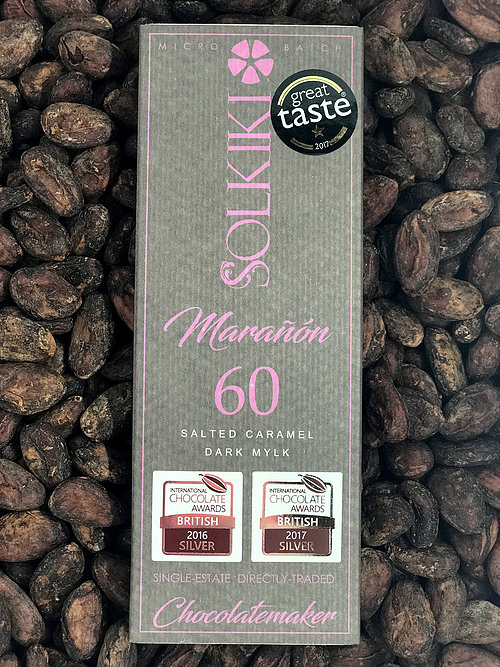 MICRO BATCH
SOLKIKI
great
taste®
2017
Marañón
60
SALTED CARAMEL
DARK MYLK
INTERNATIONAL
CHOCOLATE
AWARDS
BRITISH
2016
SILVER
INTERNATIONAL
CHOCOLATE
AWARDS
BRITISH
2017
SILVER
SINGLE-ESTATE DIRECTLY-TRADED
Chocolatemaker